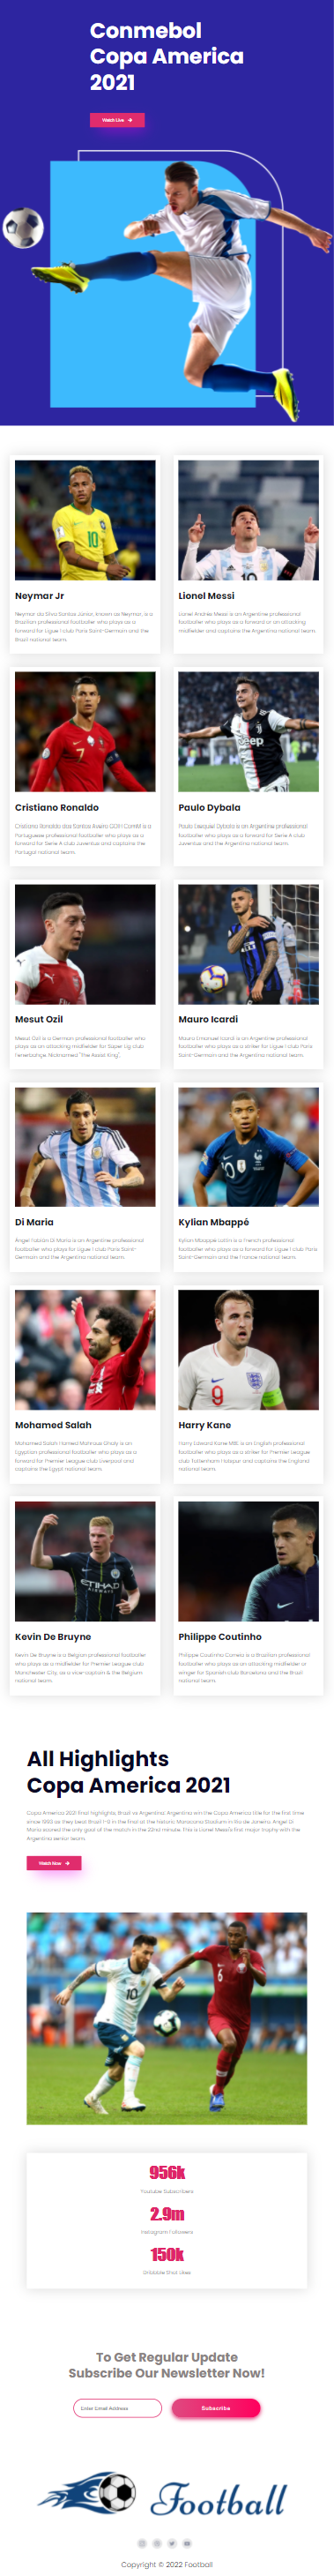 Conmebol
Copa America
2021
Watch Live
Neymar Jr
Neymar da Silva Santos Júnior, known as Neymar, is a
Brazilian professional footballer who plays as a
forward for Ligue 1 club Paris Saint-Germain and the
Brazil national team.
Lionel Messi
Lionel Andrés Messi is an Argentine professional
footballer who plays as a forward or an attacking
midfielder and captains the Argentina national team.
Cristiano Ronaldo
Cristiano Ronaldo dos Santos Aveiro GOIH ComM is a
Portuguese professional footballer who plays as a
forward for Serie A club Juventus and captains the
Portugal national team.
Paulo Dybala
Paulo Exequiel Dybala is an Argentine professional
footballer who plays as a forward for Serie A club
Juventus and the Argentina national team.
Mesut Ozil
Mesut Özil is a German professional footballer who
plays as an attacking midfielder for Süper Lig club
Fenerbahçe. Nicknamed "The Assist King".
Mauro Icardi
Mauro Emanuel Icardi is an Argentine professional
footballer who plays as a striker for Ligue 1 club Paris
Saint-Germain and the Argentina national team.
Di Maria
Ángel Fabián Di María is an Argentine professional
footballer who plays for Ligue 1 club Paris Saint-
Germain and the Argentina national team.
Kylian Mbappé
Kylian Mbappé Lottin is a French professional
footballer who plays as a forward for Ligue 1 club Paris
Saint-Germain and the France national team.
Mohamed Salah
Mohamed Salah Hamed Mahrous Ghaly is an
Egyptian professional footballer who plays as a
forward for Premier League club Liverpool and
captains the Egypt national team.
Harry Kane
Harry Edward Kane MBE is an English professional
footballer who plays as a striker for Premier League
club Tottenham Hotspur and captains the England
national team.
Kevin De Bruyne
Kevin De Bruyne is a Belgian professional footballer
who plays as a midfielder for Premier League club
Manchester City, as a vice-captain & the Belgium
national team.
Philippe Coutinho
Philippe Coutinho Correia is a Brazilian professional
footballer who plays as an attacking midfielder or
winger for Spanish club Barcelona and the Brazil
national team.
All Highlights
Copa America 2021
Copa America 2021 final highlights, Brazil vs Argentina: Argentina win the Copa America title for the first time
since 1993 as they beat Brazil 1-0 in the final at the historic Maracana Stadium in Rio de Janeiro. Angel Di
Maria scored the only goal of the match in the 22nd minute. This is Lionel Messi's first major trophy with the
Argentina senior team.
Watch Now
956k
Youtube Subscribers
2.9m
Instagram Followers
150k
Dribbble Shot Likes
To Get Regular Update
Subscribe Our Newsletter Now!
Enter Email Address
Subscribe
Football
Copyright © 2022 Football